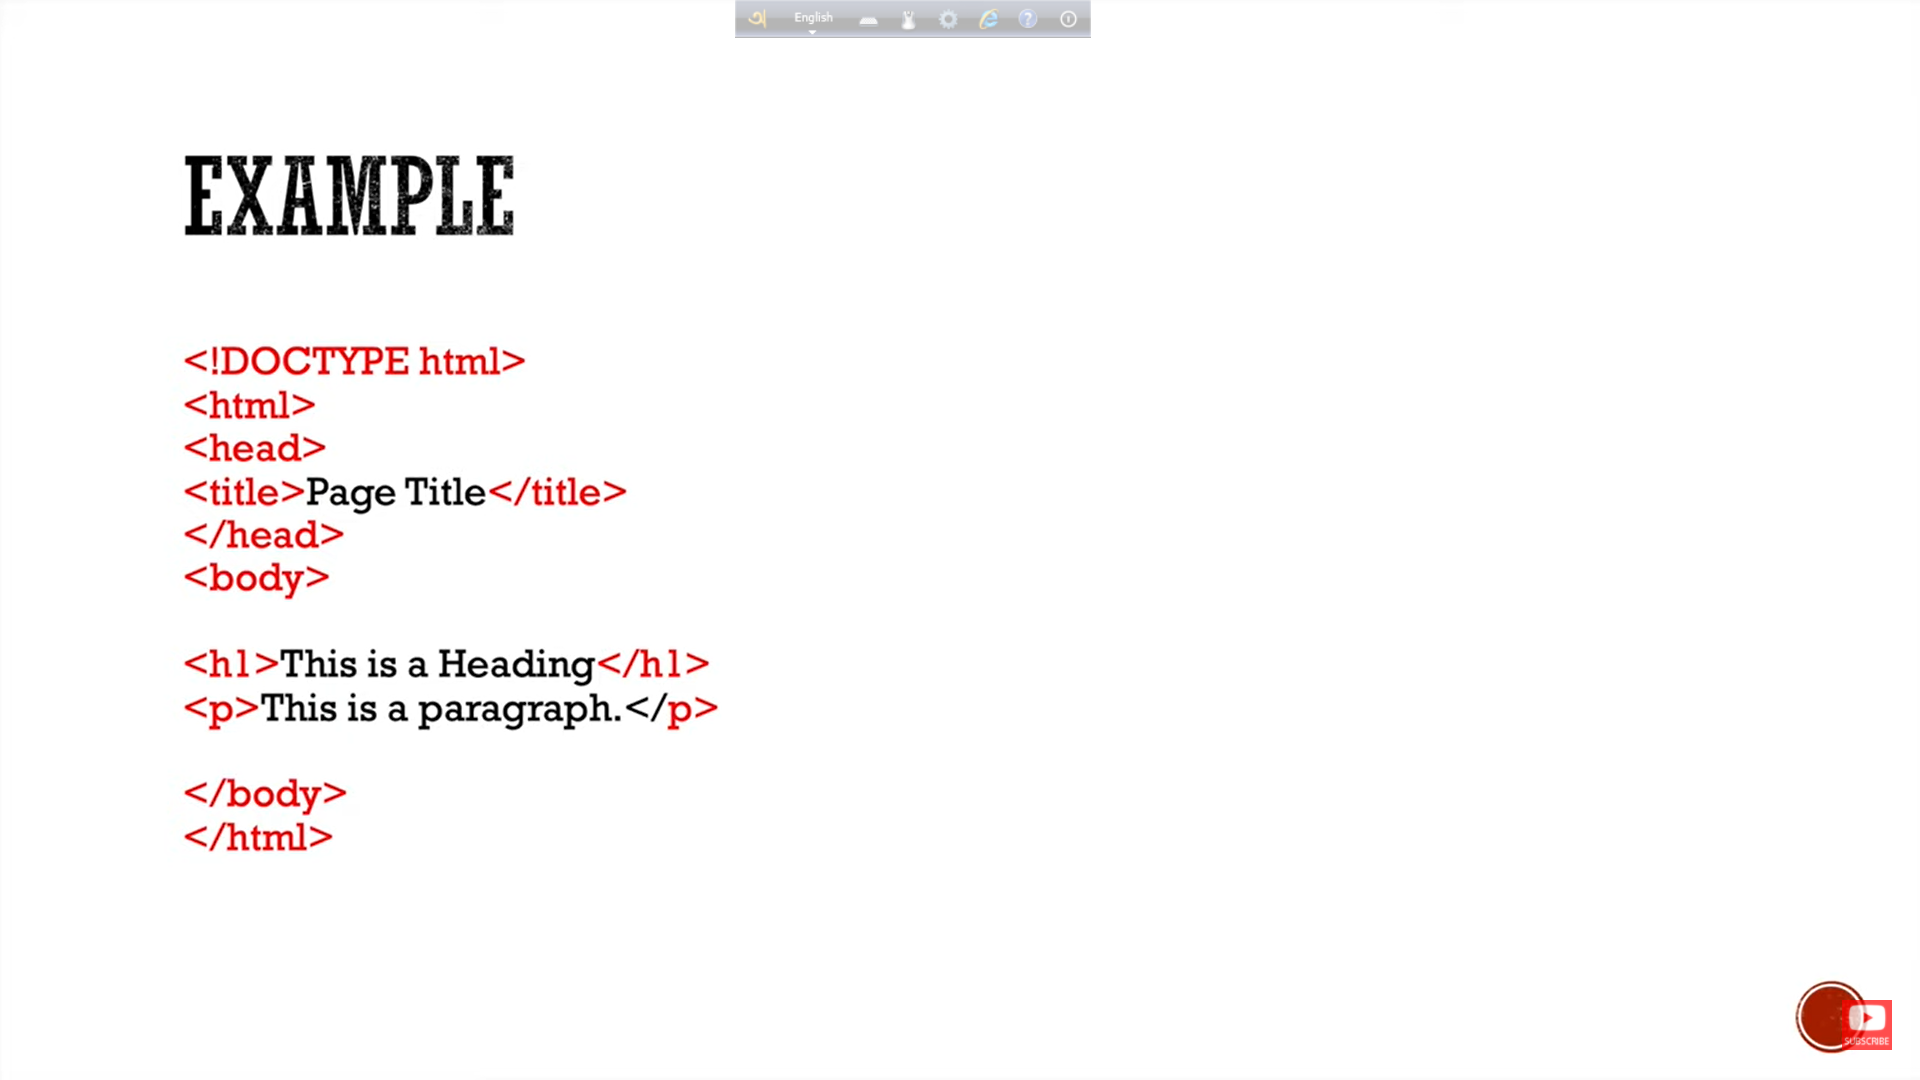 English
EXAMPLE
<!DOCTYPE html>
<html>
<head>
<title>Page Title</title>
</head>
<body>
<h1>This is a Heading</h1>
<p>This is a paragraph.</p>
</body>
</html>
SUBSCRIBE